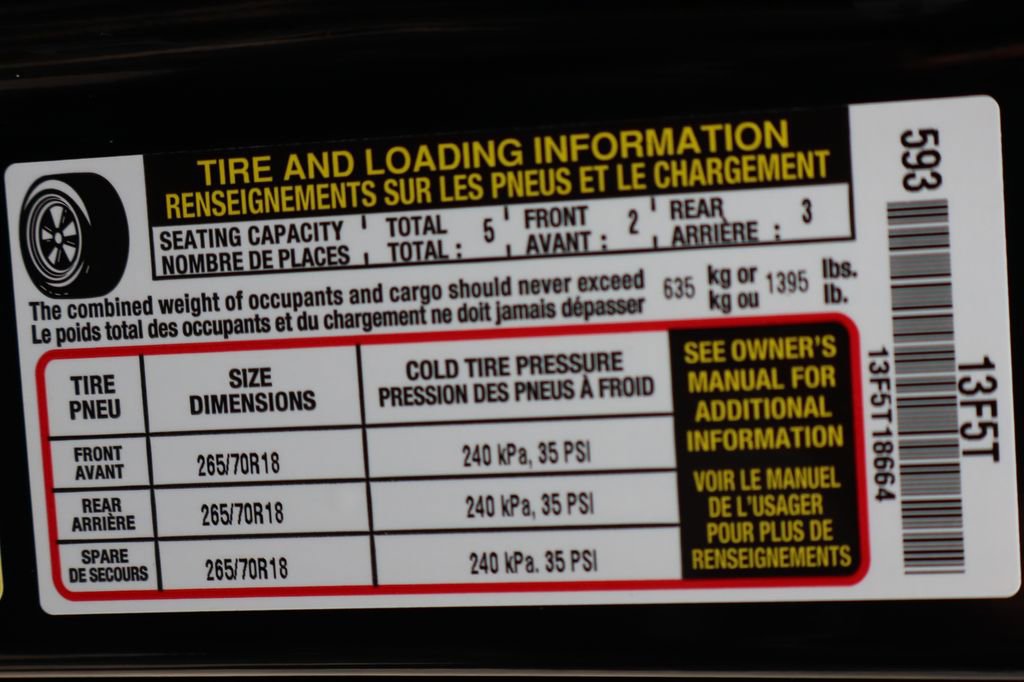 TIRE AND LOADING INFORMATION
RENSEIGNEMENTS SUR LES PNEUS ET LE CHARGEMENT
SEATING CAPACITY TOTAL 5 FRONT 2 REAR 3
NOMBRE DE PLACES TOTAL : AVANT : ARRIÈRE :
The combined weight of occupants and cargo should never exceed 635 kg or 1395 lbs.
Le poids total des occupants et du chargement ne doit jamais dépasser kg ou lb.
TIRE
PNEU
SIZE
DIMENSIONS
COLD TIRE PRESSURE
PRESSION DES PNEUS À FROID
FRONT
AVANT
265/70R18
240 kPa, 35 PSI
REAR
ARRIÈRE
265/70R18
240 kPa, 35 PSI
SPARE
DE SECOURS
265/70R18
240 kPa. 35 PSI
SEE OWNER'S
MANUAL FOR
ADDITIONAL
INFORMATION
VOIR LE MANUEL
DE L'USAGER
POUR PLUS DE
RENSEIGNEMENTS
593
13F5T18664
13F5T